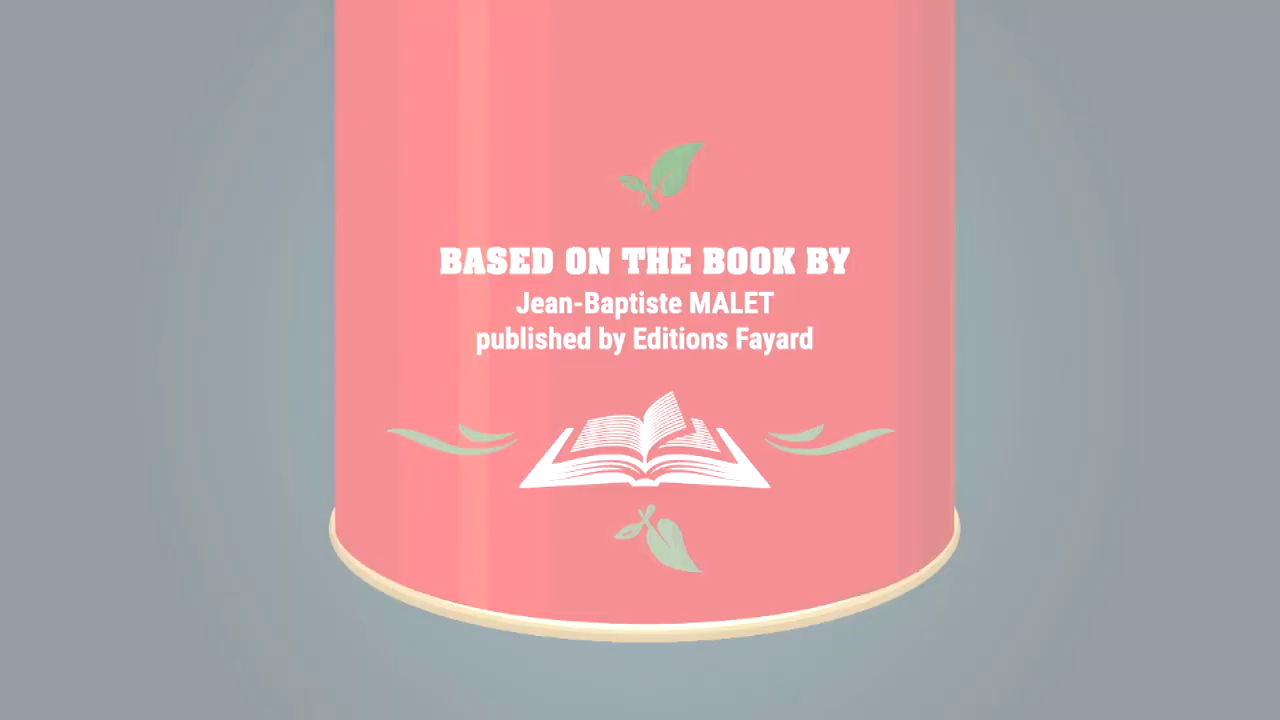 BASED ON THE BOOK BY
Jean-Baptiste MALET
published by Editions Fayard